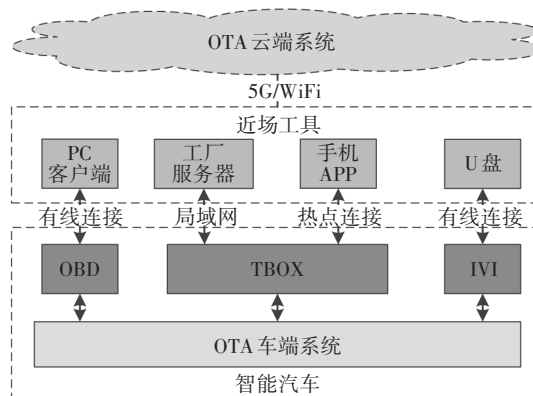 OTA 云端系统
5G/WiFi
近场工具
PC
客户端
工厂
服务器
手机
APP
U 盘
有线连接
局域网
热点连接
有线连接
OBD
TBOX
IVI
OTA 车端系统
智能汽车